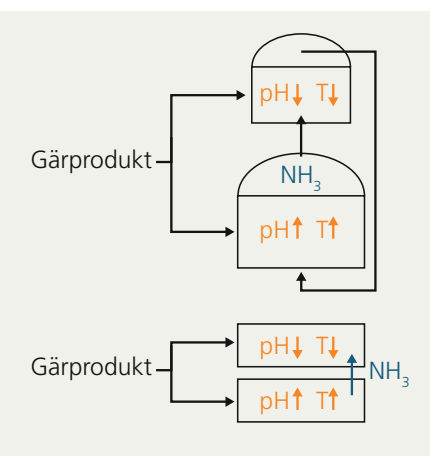 pH↓ T↓
Gärprodukt
NH₃
pH↑ T↑
pH↓ T↓
Gärprodukt
NH₃
pH↑ T↑